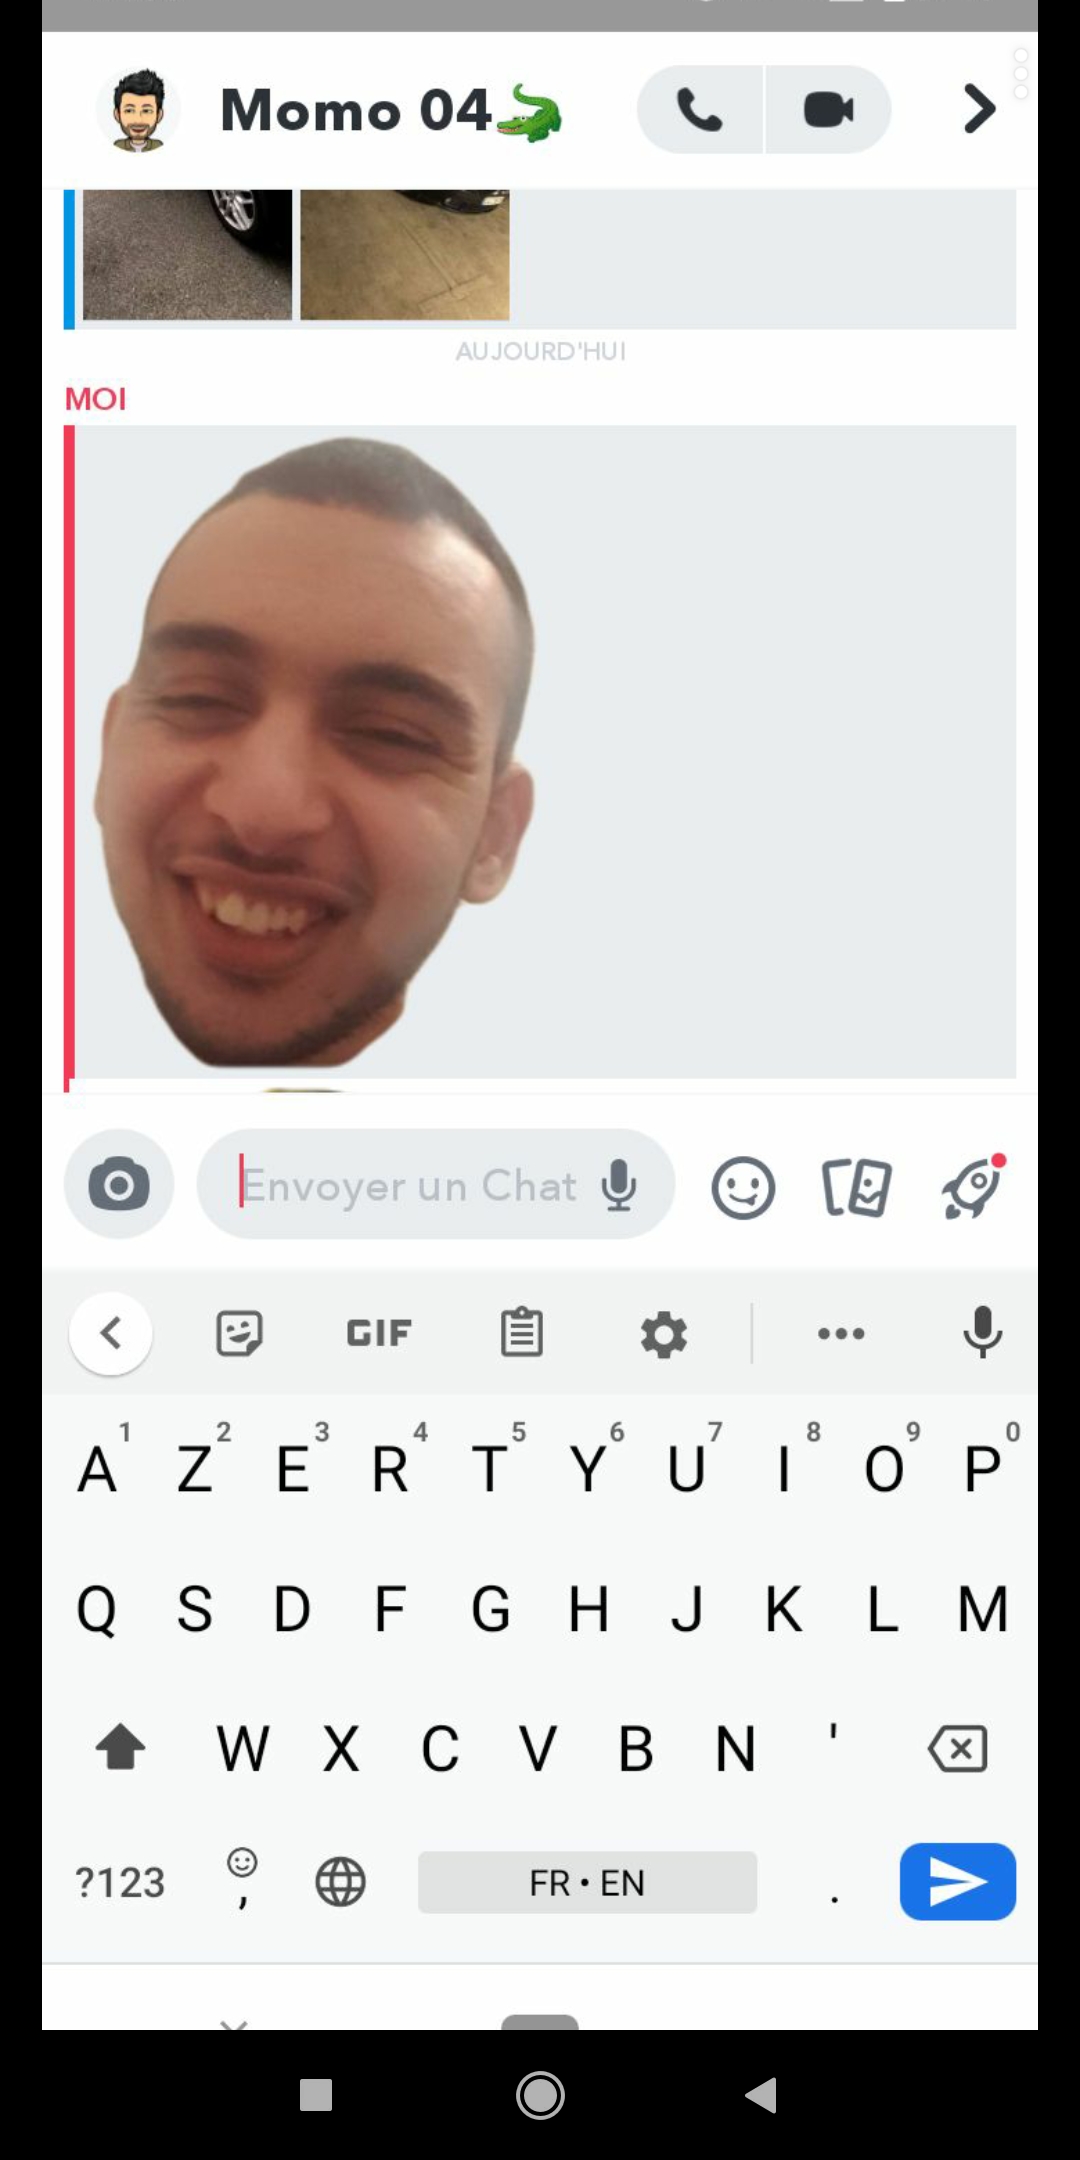 Momo 04🐊
AUJOURD'HUI
MOI
Envoyer un Chat
GIF
1 2 3 4 5 6 7 8 9 0
A Z E R T Y U I O P
Q S D F G H J K L M
W X C V B N '
?123 , FR • EN .